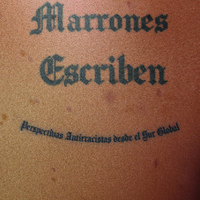 Marrones
Escriben
Perspectivas Antirracistas desde el Sur Global